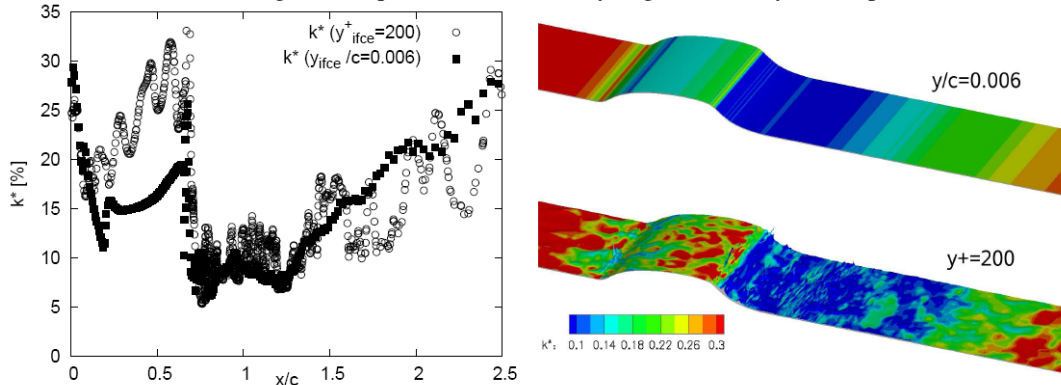 k* (y⁺ifce=200)
k* (yifce/c=0.006)
35
30
25
20
15
10
5
0
k* [%]
0
0.5
1
1.5
2
2.5
x/c
y/c=0.006
y+=200
k*: 0.1 0.14 0.18 0.22 0.26 0.3